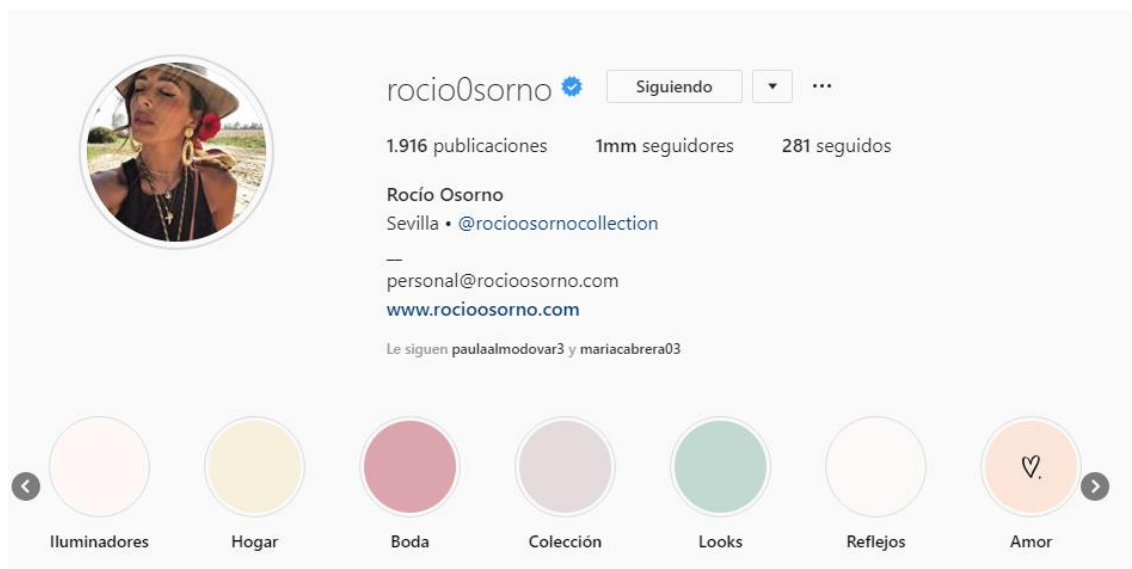 rocio0sorno Siguiendo
1.916 publicaciones 1mm seguidores 281 seguidos
Rocío Osorno
Sevilla • @rocioosornocollection
__
personal@rocioosorno.com
www.rocioosorno.com
Le siguen paulaalmodovar3 y mariacabrera03
Iluminadores Hogar Boda Colección Looks Reflejos Amor